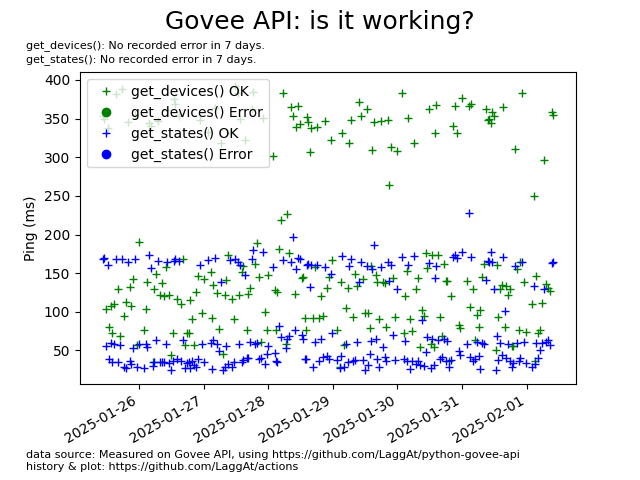 Govee API: is it working?
get_devices(): No recorded error in 7 days.
get_states(): No recorded error in 7 days.
get_devices() OK
get_devices() Error
get_states() OK
get_states() Error
Ping (ms)
400
350
300
250
200
150
100
50
2025-01-26
2025-01-27
2025-01-28
2025-01-29
2025-01-30
2025-01-31
2025-02-01
data source: Measured on Govee API, using https://github.com/LaggAt/python-govee-api
history & plot: https://github.com/LaggAt/actions